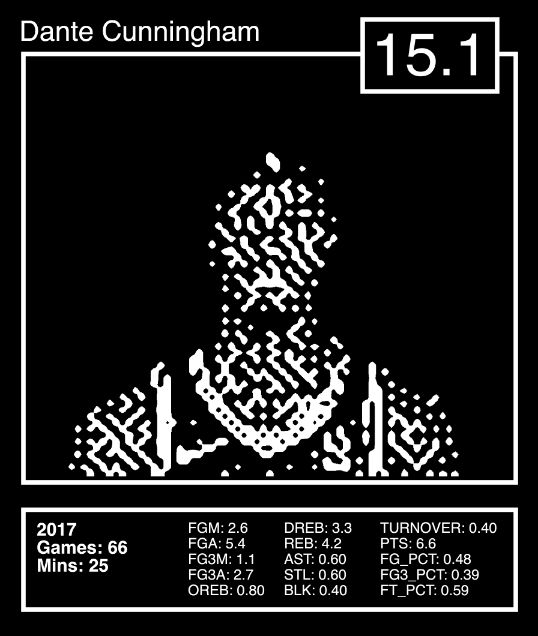 Dante Cunningham
15.1
2017
Games: 66
Mins: 25
FGM: 2.6
FGA: 5.4
FG3M: 1.1
FG3A: 2.7
OREB: 0.80
DREB: 3.3
REB: 4.2
AST: 0.60
STL: 0.60
BLK: 0.40
TURNOVER: 0.40
PTS: 6.6
FG_PCT: 0.48
FG3_PCT: 0.39
FT_PCT: 0.59